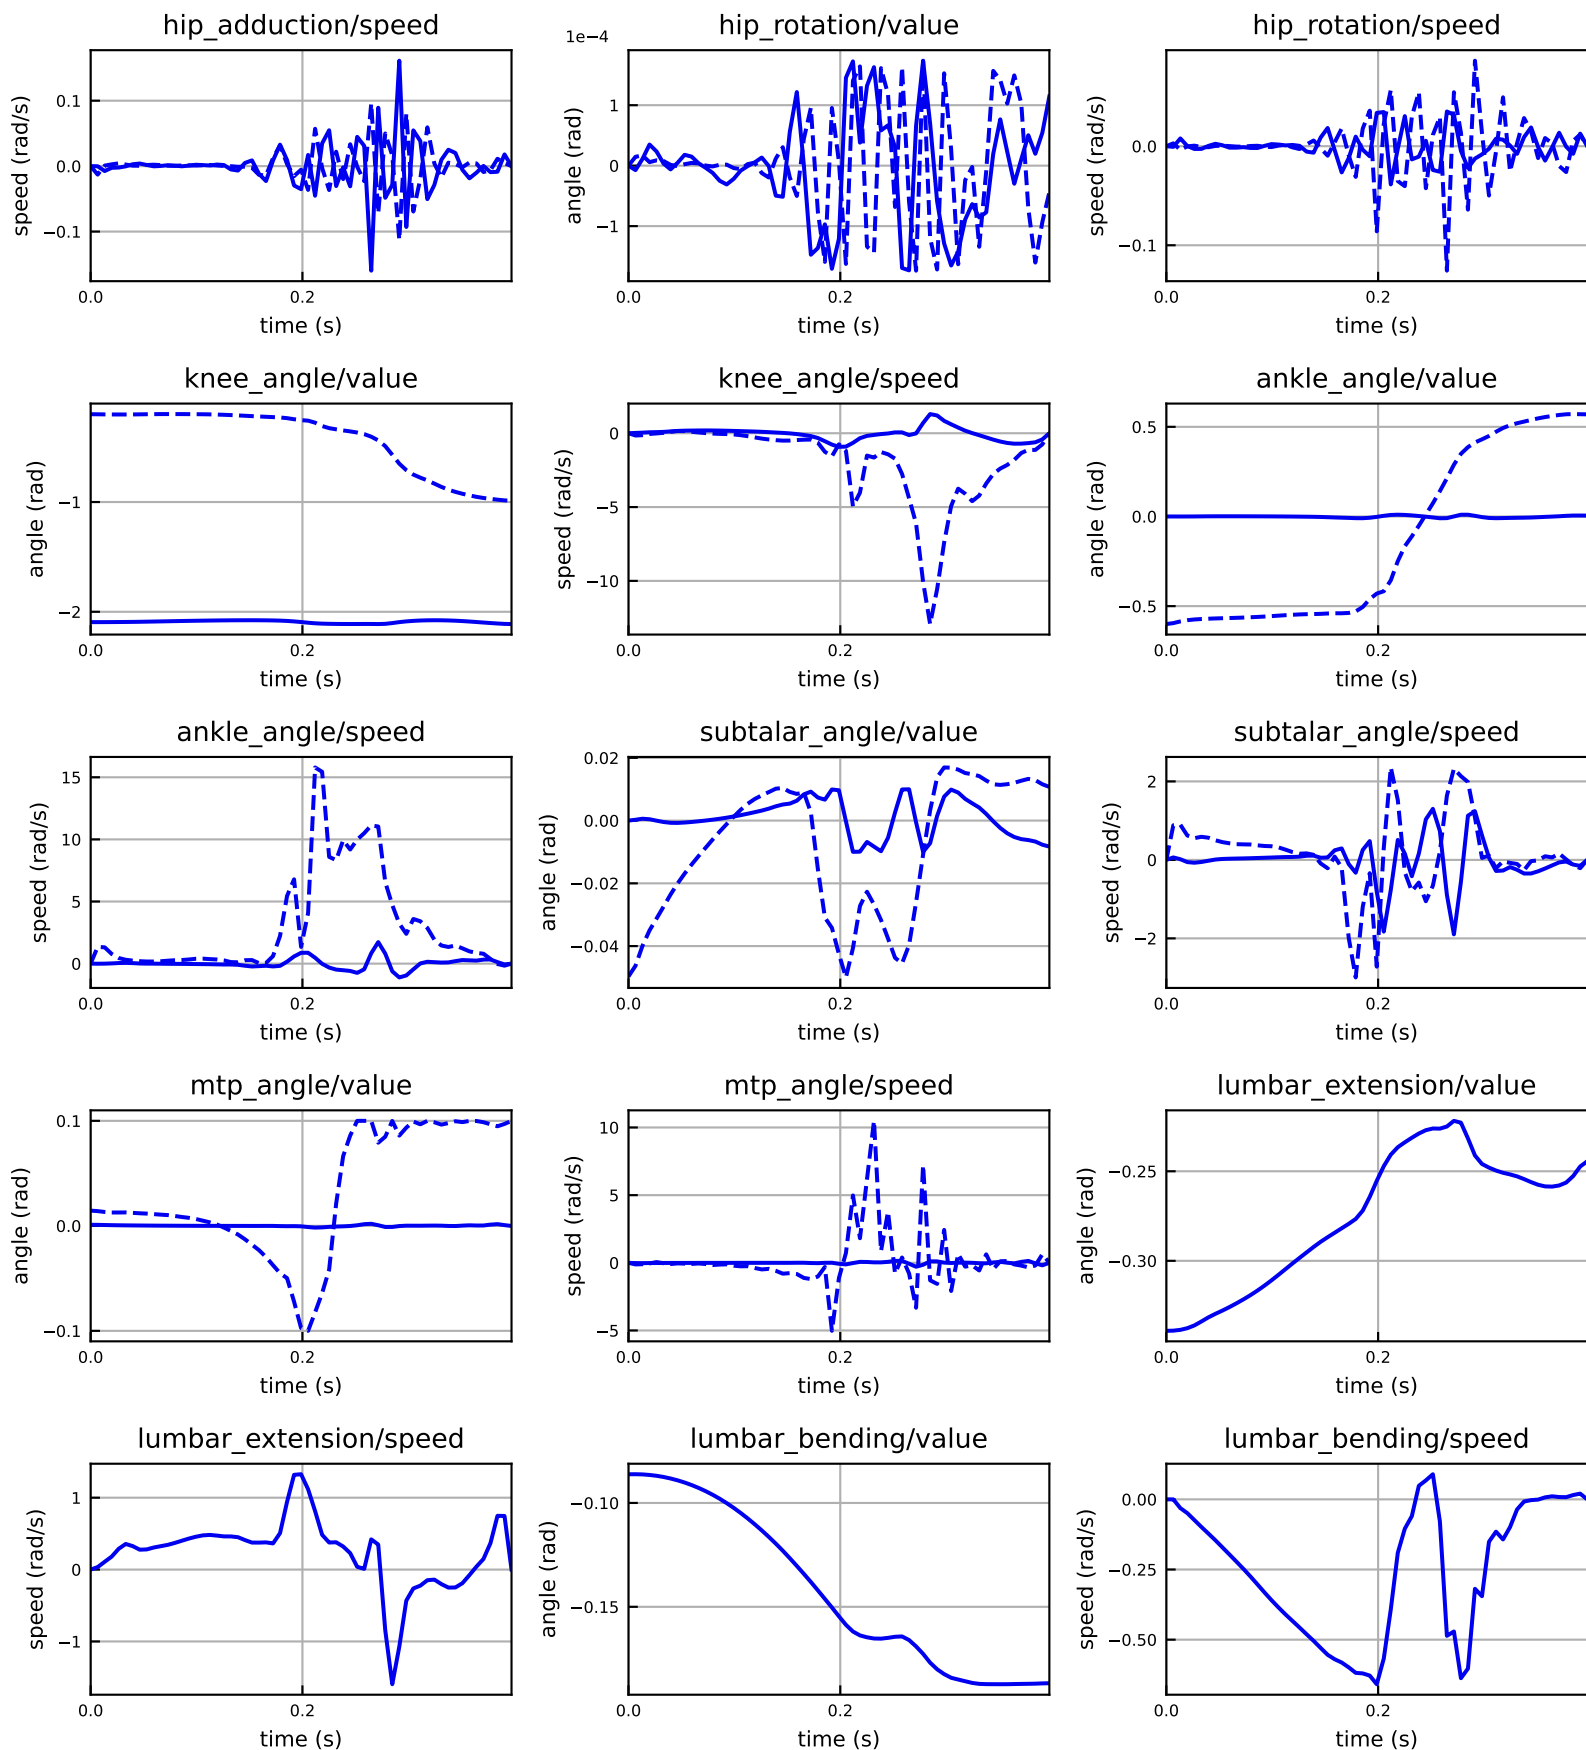 hip_adduction/speed
speed (rad/s)
0.1
0.0
−0.1
0.0
0.2
time (s)
hip_rotation/value
1e−4
angle (rad)
1
0
−1
0.0
0.2
time (s)
hip_rotation/speed
speed (rad/s)
0.0
−0.1
0.0
0.2
time (s)
knee_angle/value
angle (rad)
−1
−2
0.0
0.2
time (s)
knee_angle/speed
speed (rad/s)
0
−5
−10
0.0
0.2
time (s)
ankle_angle/value
angle (rad)
0.5
0.0
−0.5
0.0
0.2
time (s)
ankle_angle/speed
speed (rad/s)
15
10
5
0
0.0
0.2
time (s)
subtalar_angle/value
angle (rad)
0.02
0.00
−0.02
−0.04
0.0
0.2
time (s)
subtalar_angle/speed
speed (rad/s)
2
0
−2
0.0
0.2
time (s)
mtp_angle/value
angle (rad)
0.1
0.0
−0.1
0.0
0.2
time (s)
mtp_angle/speed
speed (rad/s)
10
5
0
−5
0.0
0.2
time (s)
lumbar_extension/value
angle (rad)
−0.25
−0.30
0.0
0.2
time (s)
lumbar_extension/speed
speed (rad/s)
1
0
−1
0.0
0.2
time (s)
lumbar_bending/value
angle (rad)
−0.10
−0.15
0.0
0.2
time (s)
lumbar_bending/speed
speed (rad/s)
0.00
−0.25
−0.50
0.0
0.2
time (s)